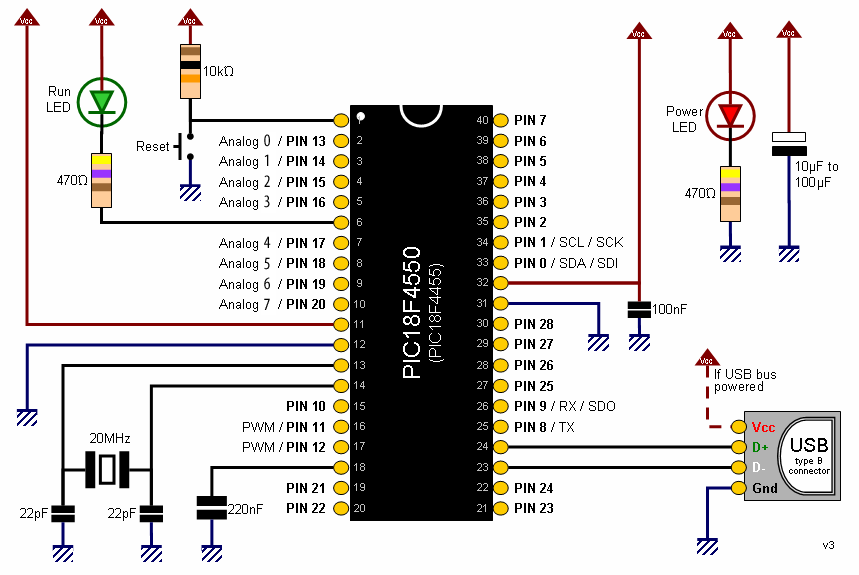 Vcc
Vcc
Vcc
Vcc
Vcc
Vcc
Run
LED
470Ω
10kΩ
Reset
Power
LED
470Ω
10µF to
100µF
1
Analog 0 / PIN 13
2
Analog 1 / PIN 14
3
Analog 2 / PIN 15
4
Analog 3 / PIN 16
5
6
Analog 4 / PIN 17
7
Analog 5 / PIN 18
8
Analog 6 / PIN 19
9
Analog 7 / PIN 20
10
11
12
13
14
PIN 10
15
PWM / PIN 11
16
PWM / PIN 12
17
18
PIN 21
19
PIN 22
20
PIC18F4550
(PIC18F4455)
40
PIN 7
39
PIN 6
38
PIN 5
37
PIN 4
36
PIN 3
35
PIN 2
34
PIN 1 / SCL / SCK
33
PIN 0 / SDA / SDI
32
31
30
PIN 28
29
PIN 27
28
PIN 26
27
PIN 25
26
PIN 9 / RX / SDO
25
PIN 8 / TX
24
23
22
PIN 24
21
PIN 23
100nF
20MHz
22pF
22pF
220nF
Vcc
If USB bus
powered
Vcc
D+
D-
Gnd
USB
type B
connector
v3